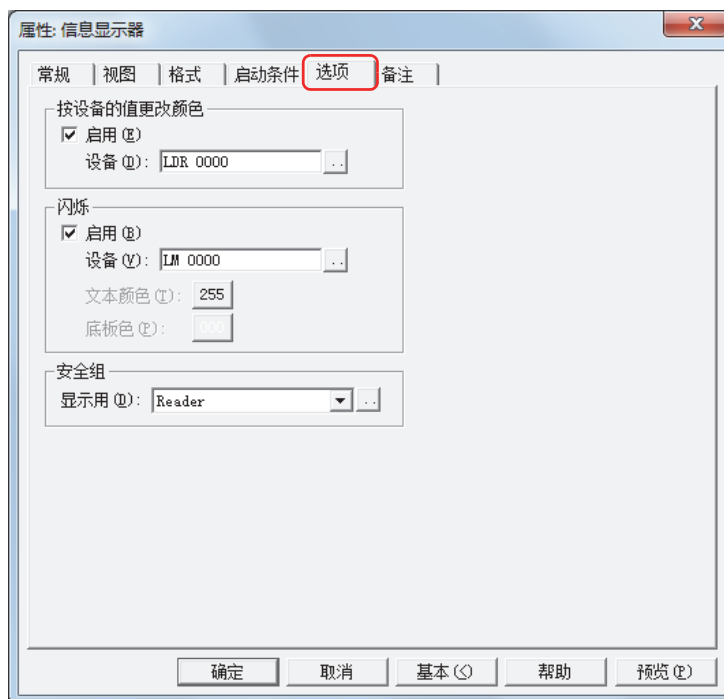 属性: 信息显示器
常规 视图 格式 启动条件 选项 备注
按设备的值更改颜色
启用(E)
设备(D): LDR 0000 ..
闪烁
启用(B)
设备(V): LM 0000 ..
文本颜色(T): 255
底板色(P): 000
安全组
显示用(D): Reader ..
确定 取消 基本(<) 帮助 预览(P)